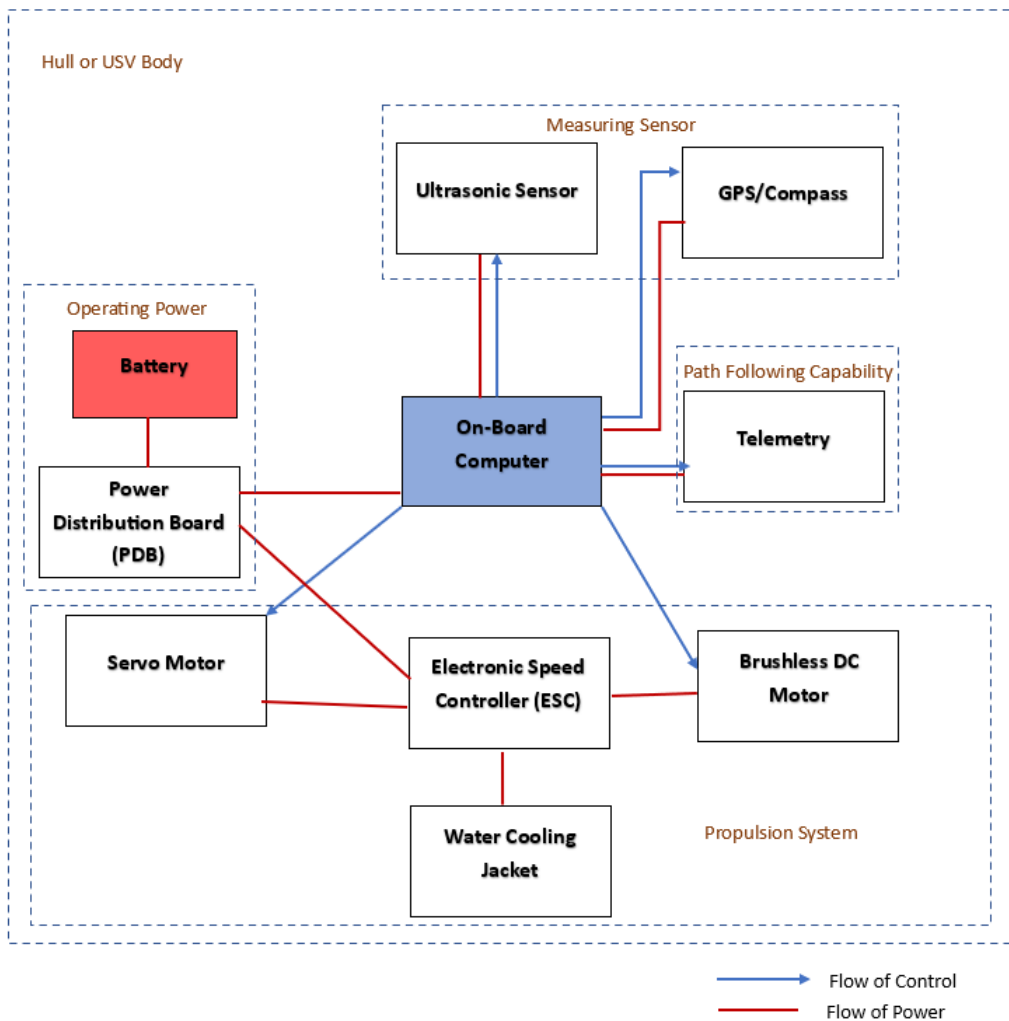 Hull or USV Body
Measuring Sensor
Ultrasonic Sensor
GPS/Compass
Operating Power
Battery
Path Following Capability
On-Board
Computer
Telemetry
Power
Distribution Board
(PDB)
Servo Motor
Electronic Speed
Controller (ESC)
Brushless DC
Motor
Water Cooling
Jacket
Propulsion System
Flow of Control
Flow of Power